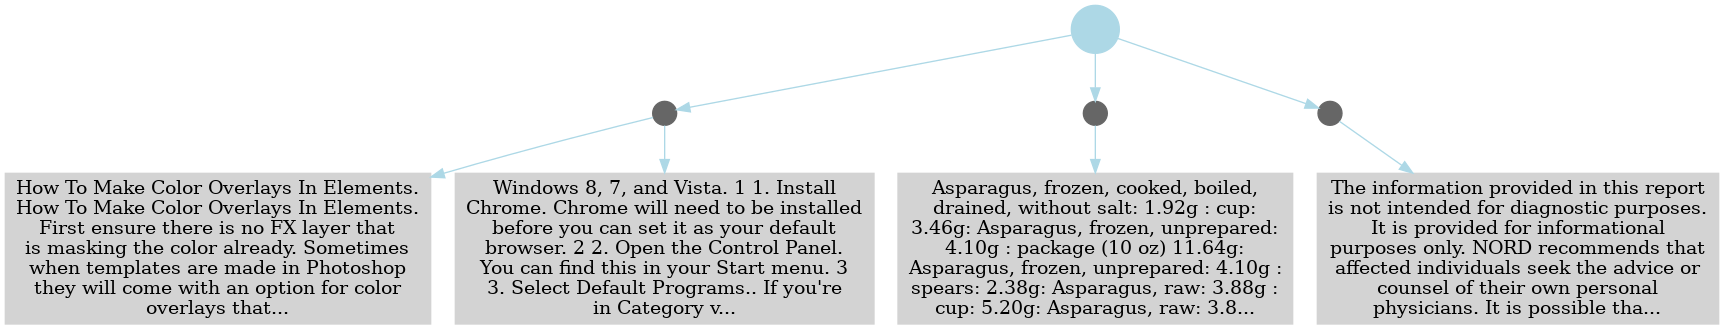 How To Make Color Overlays In Elements.
How To Make Color Overlays In Elements.
First ensure there is no FX layer that
is masking the color already. Sometimes
when templates are made in Photoshop
they will come with an option for color
overlays that...
Windows 8, 7, and Vista. 1 1. Install
Chrome. Chrome will need to be installed
before you can set it as your default
browser. 2 2. Open the Control Panel.
You can find this in your Start menu. 3
3. Select Default Programs.. If you're
in Category v...
Asparagus, frozen, cooked, boiled,
drained, without salt: 1.92g : cup:
3.46g: Asparagus, frozen, unprepared:
4.10g : package (10 oz) 11.64g:
Asparagus, frozen, unprepared: 4.10g :
spears: 2.38g: Asparagus, raw: 3.88g :
cup: 5.20g: Asparagus, raw: 3.8...
The information provided in this report
is not intended for diagnostic purposes.
It is provided for informational
purposes only. NORD recommends that
affected individuals seek the advice or
counsel of their own personal
physicians. It is possible tha...